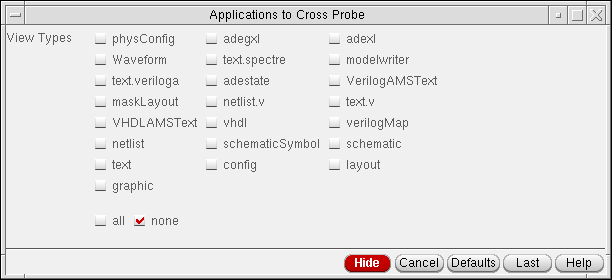 Applications to Cross Probe
View Types physConfig adegxl adexl
Waveform text.spectre modelwriter
text.veriloga adestate VerilogAMSText
maskLayout netlist.v text.v
VHDLAMSText vhdl verilogMap
netlist schematicSymbol schematic
text config layout
graphic
all none
Hide Cancel Defaults Last Help